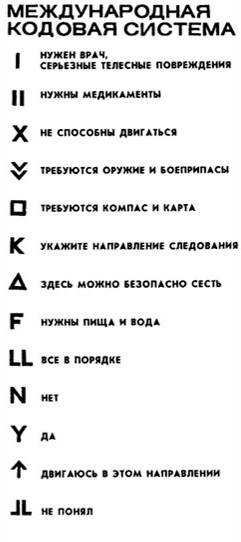 МЕЖДУНАРОДНАЯ
КОДОВАЯ СИСТЕМА
I НУЖЕН ВРАЧ,
СЕРЬЕЗНЫЕ ТЕЛЕСНЫЕ ПОВРЕЖДЕНИЯ
II НУЖНЫ МЕДИКАМЕНТЫ
X НЕ СПОСОБНЫ ДВИГАТЬСЯ
ТРЕБУЮТСЯ ОРУЖИЕ И БОЕПРИПАСЫ
ТРЕБУЮТСЯ КОМПАС И КАРТА
K УКАЖИТЕ НАПРАВЛЕНИЕ СЛЕДОВАНИЯ
ЗДЕСЬ МОЖНО БЕЗОПАСНО СЕСТЬ
F НУЖНЫ ПИЩА И ВОДА
LL ВСЕ В ПОРЯДКЕ
N НЕТ
Y ДА
↑ ДВИГАЮСЬ В ЭТОМ НАПРАВЛЕНИИ
⅃L НЕ ПОНЯЛ